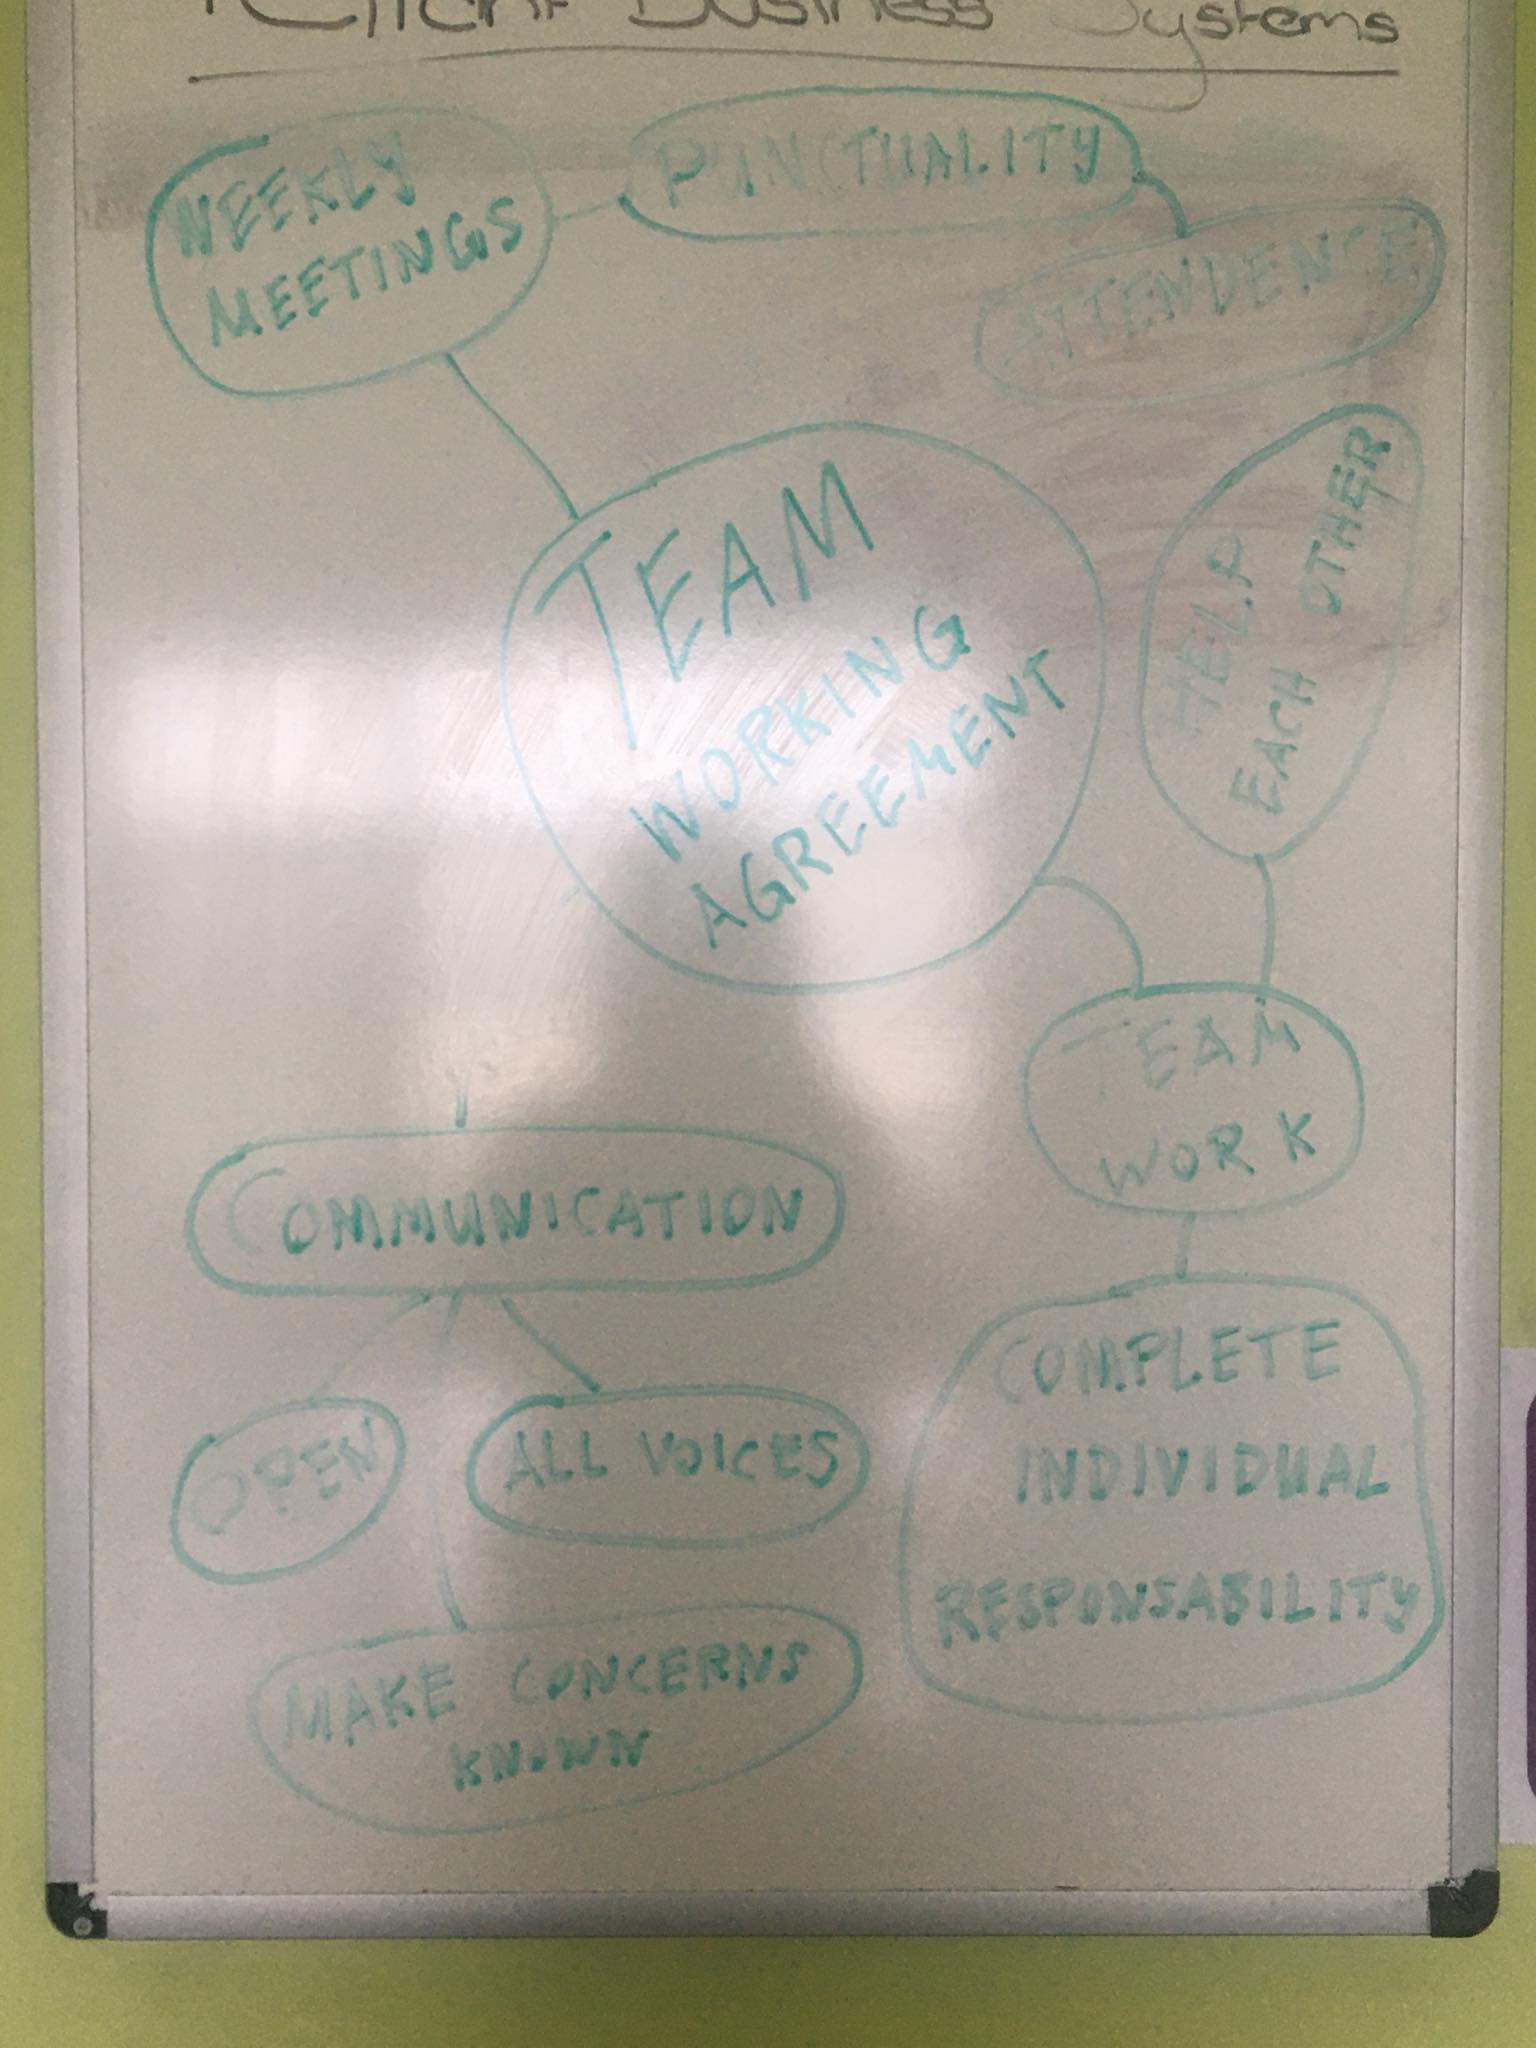 Client Business Systems
WEEKLY
MEETINGS
PUNCTUALITY
ATTENDENCE
TEAM
WORKING
AGREEMENT
HELP
EACH OTHER
TEAM
WORK
COMMUNICATION
OPEN
ALL VOICES
MAKE CONCERNS
KNOWN
COMPLETE
INDIVIDUAL
RESPONSABILITY